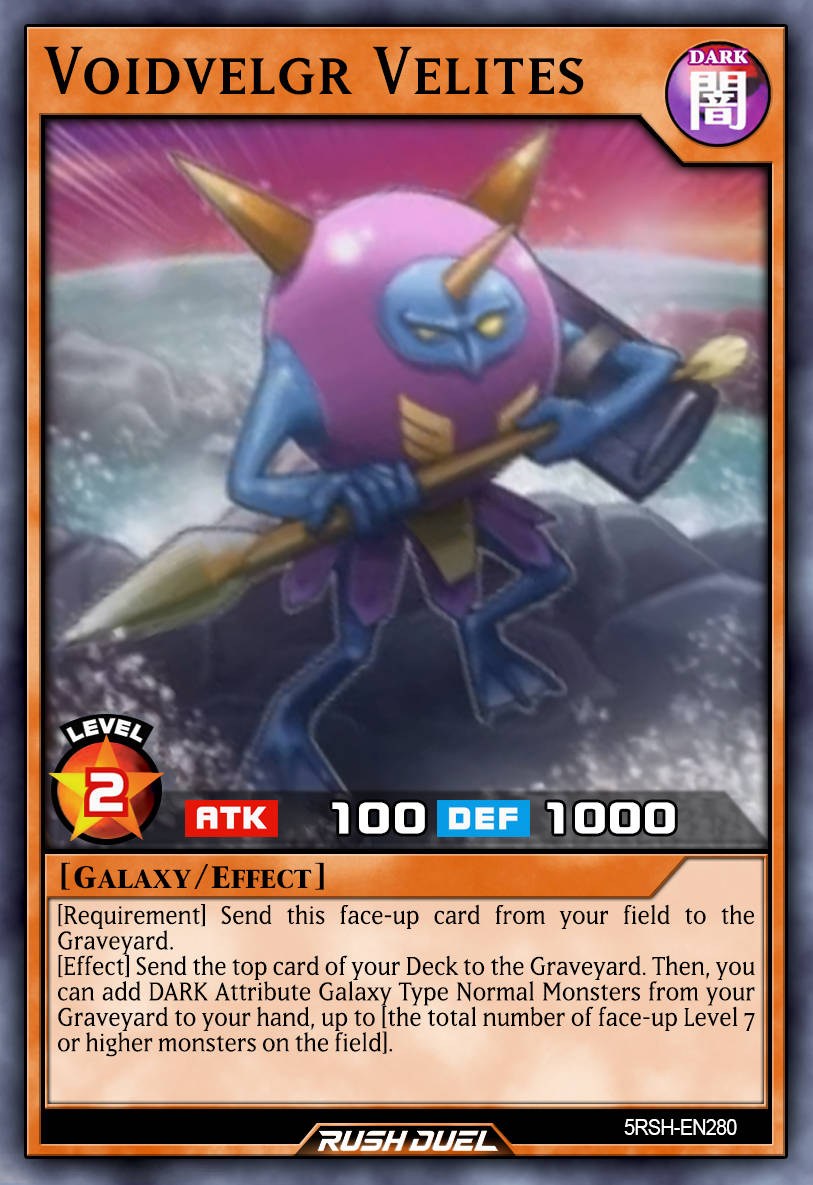 Voidvelgr Velites
DARK
闇
LEVEL
2
ATK 100 DEF 1000
[Galaxy/Effect]
[Requirement] Send this face-up card from your field to the
Graveyard.
[Effect] Send the top card of your Deck to the Graveyard. Then, you
can add DARK Attribute Galaxy Type Normal Monsters from your
Graveyard to your hand, up to [the total number of face-up Level 7
or higher monsters on the field].
5RSH-EN280
RUSH DUEL